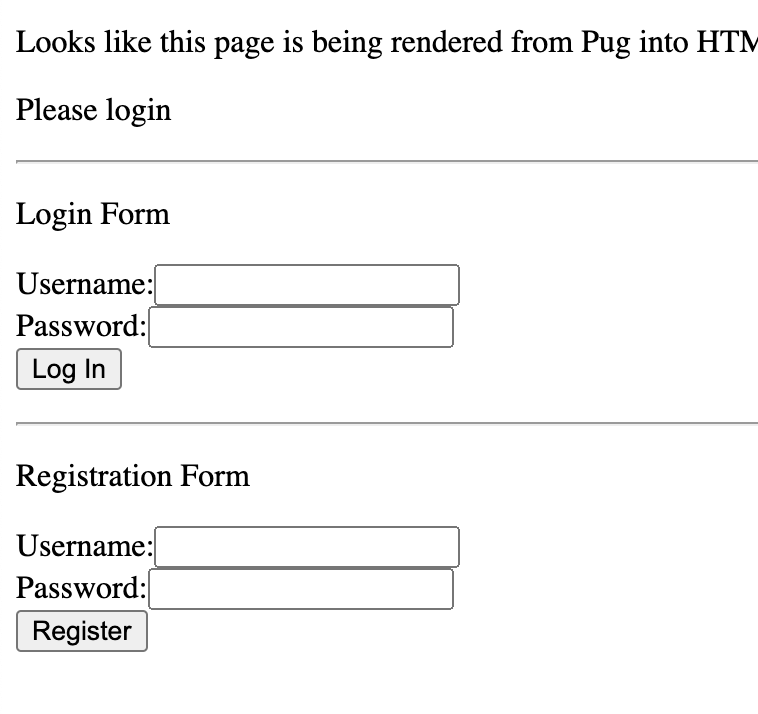 Looks like this page is being rendered from Pug into HTM
Please login
Login Form
Username:
Password:
Log In
Registration Form
Username:
Password:
Register